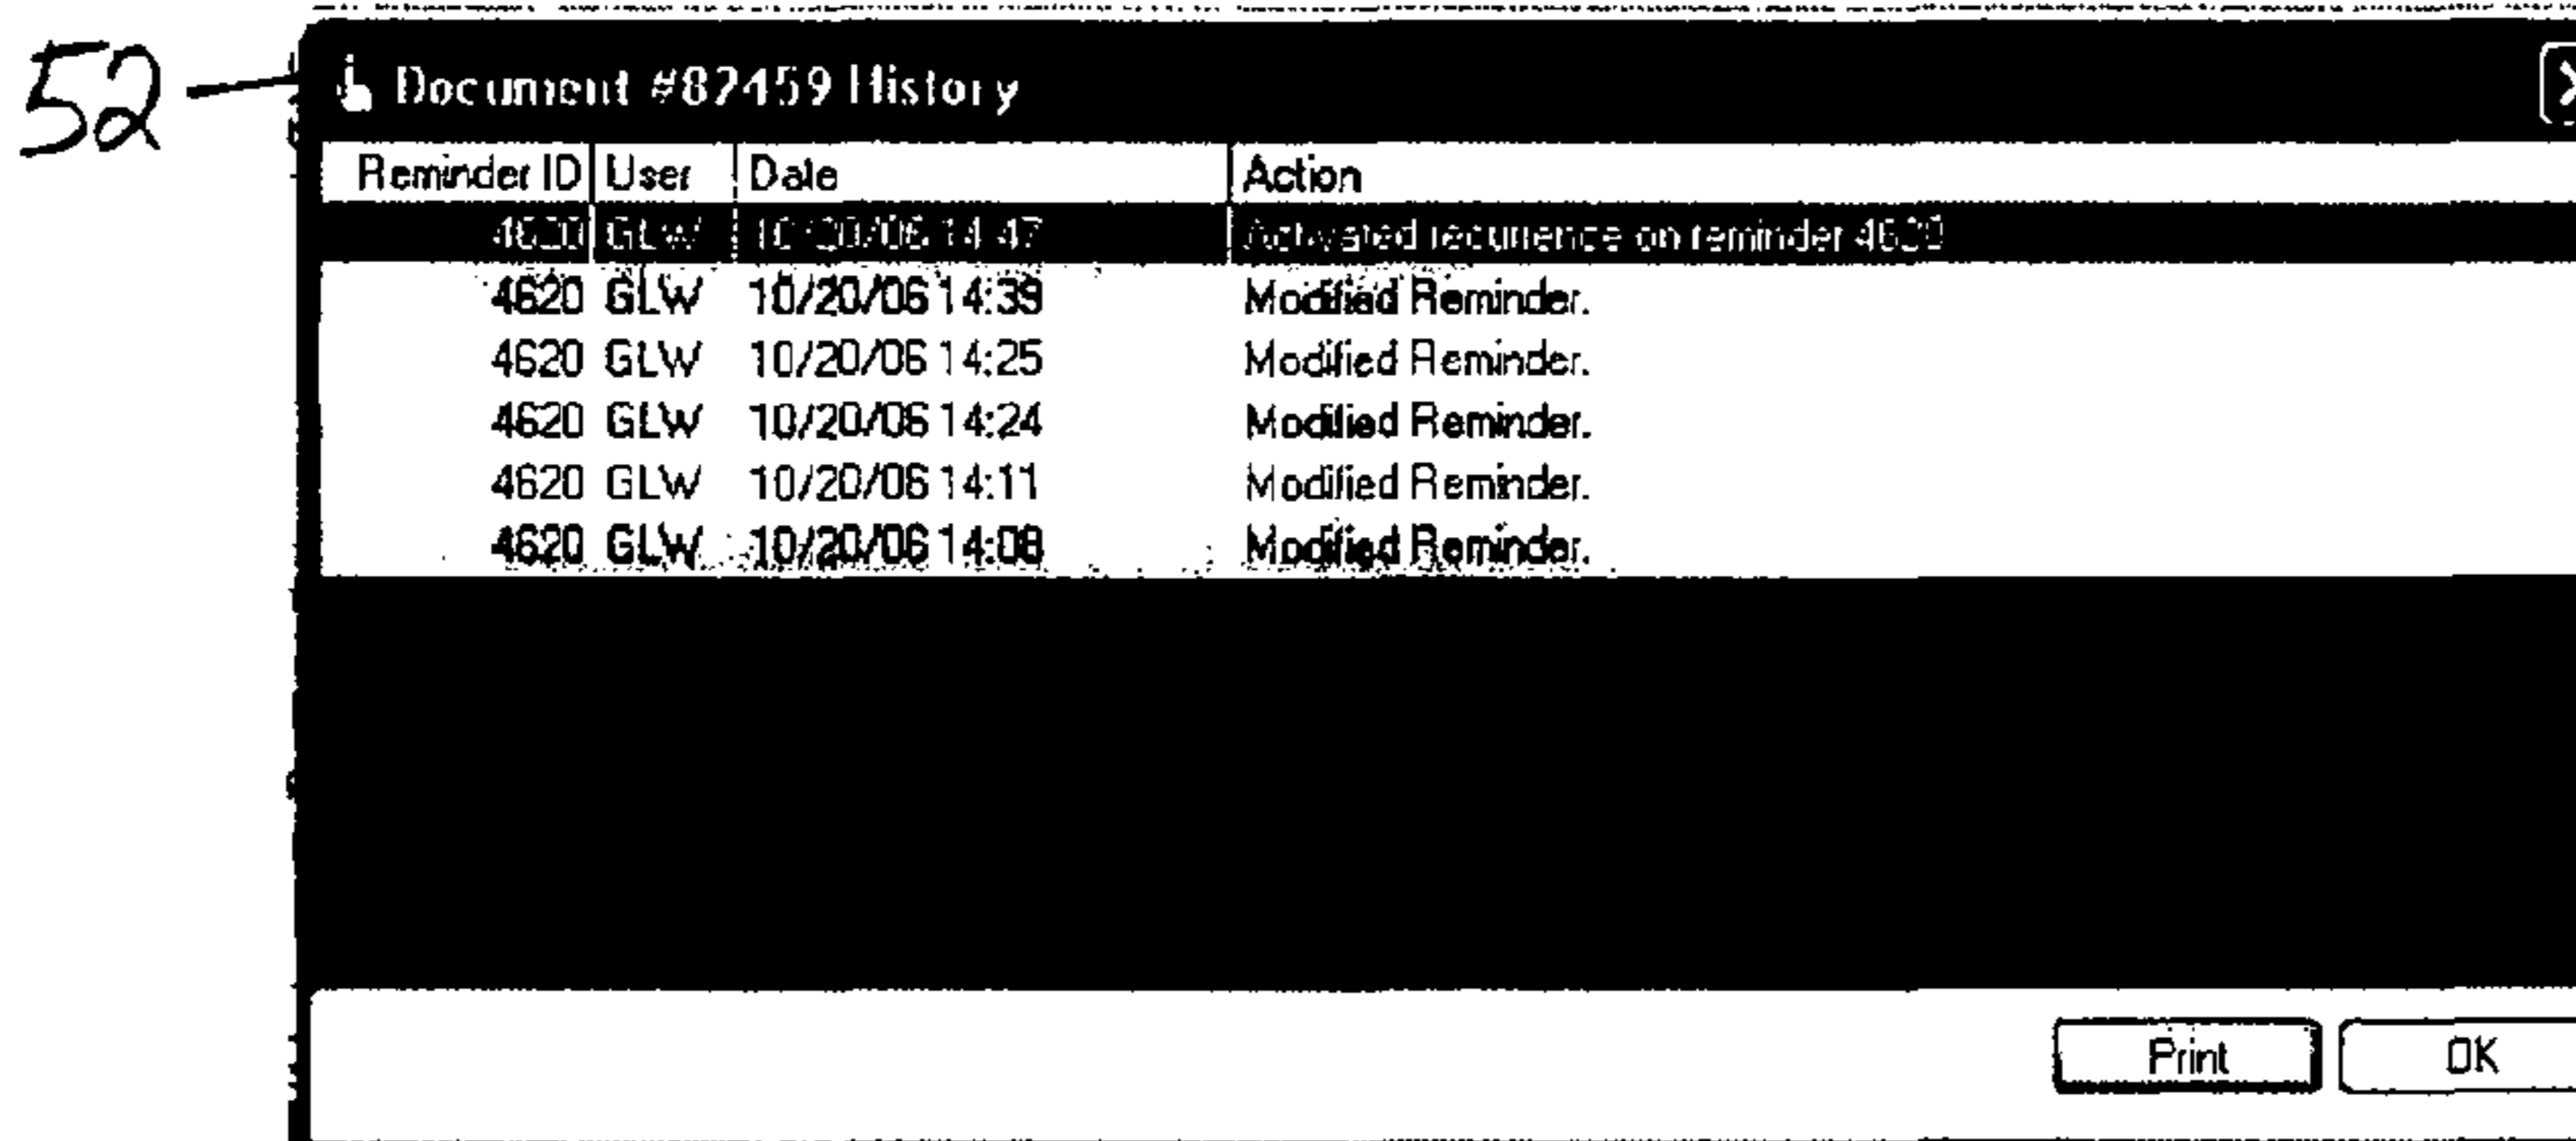 52
Document #87459 History
Reminder ID User Date Action
4620 GLW 10/20/06 14:47 Activated recurrence on reminder 4620
4620 GLW 10/20/06 14:39 Modified Reminder.
4620 GLW 10/20/06 14:25 Modified Reminder.
4620 GLW 10/20/06 14:24 Modified Reminder.
4620 GLW 10/20/06 14:11 Modified Reminder.
4620 GLW 10/20/06 14:08 Modified Reminder.
Print OK